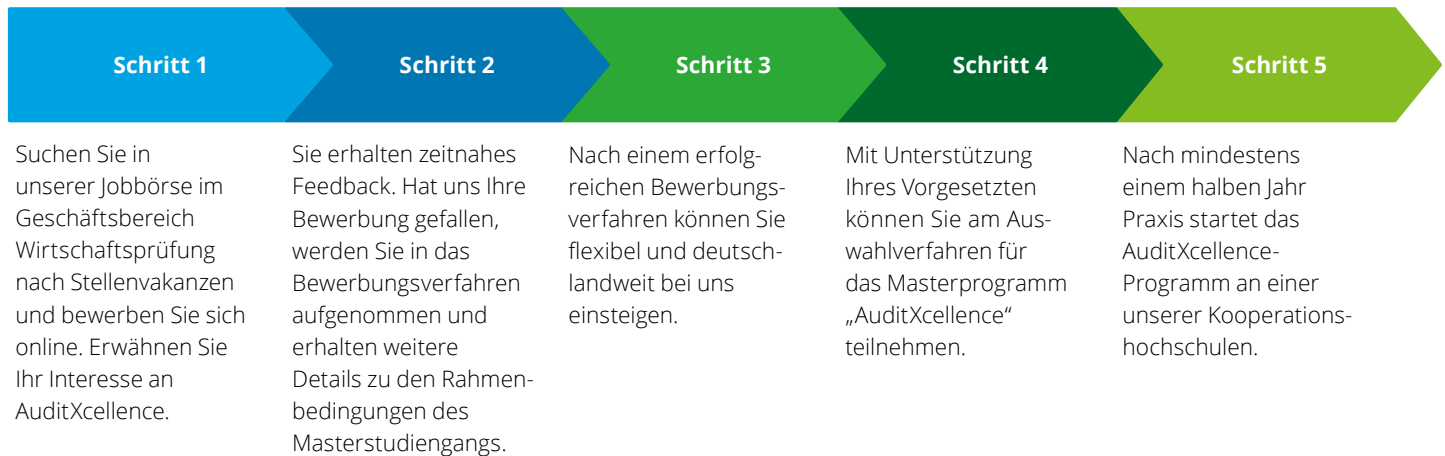 Schritt 1
Schritt 2
Schritt 3
Schritt 4
Schritt 5
Suchen Sie in
unserer Jobbörse im
Geschäftsbereich
Wirtschaftsprüfung
nach Stellenvakanzen
und bewerben Sie sich
online. Erwähnen Sie
Ihr Interesse an
AuditXcellence.
Sie erhalten zeitnahes
Feedback. Hat uns Ihre
Bewerbung gefallen,
werden Sie in das
Bewerbungsverfahren
aufgenommen und
erhalten weitere
Details zu den Rahmen-
bedingungen des
Masterstudiengangs.
Nach einem erfolg-
reichen Bewerbungs-
verfahren können Sie
flexibel und deutsch-
landweit bei uns
einsteigen.
Mit Unterstützung
Ihres Vorgesetzten
können Sie am Aus-
wahlverfahren für
das Masterprogramm
„AuditXcellence“
teilnehmen.
Nach mindestens
einem halben Jahr
Praxis startet das
AuditXcellence-
Programm an einer
unserer Kooperations-
hochschulen.